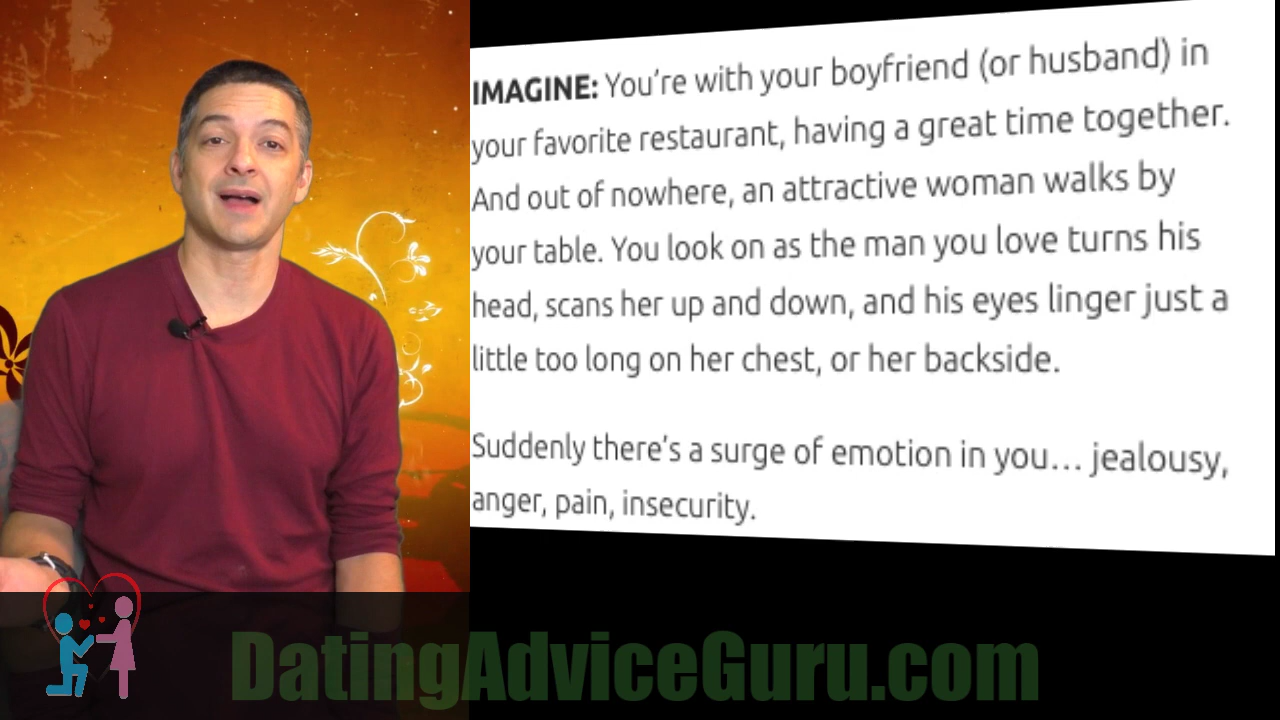 IMAGINE: You're with your boyfriend (or husband) in
your favorite restaurant, having a great time together.
And out of nowhere, an attractive woman walks by
your table. You look on as the man you love turns his
head, scans her up and down, and his eyes linger just a
little too long on her chest, or her backside.
Suddenly there's a surge of emotion in you... jealousy,
anger, pain, insecurity.
DatingAdviceGuru.com